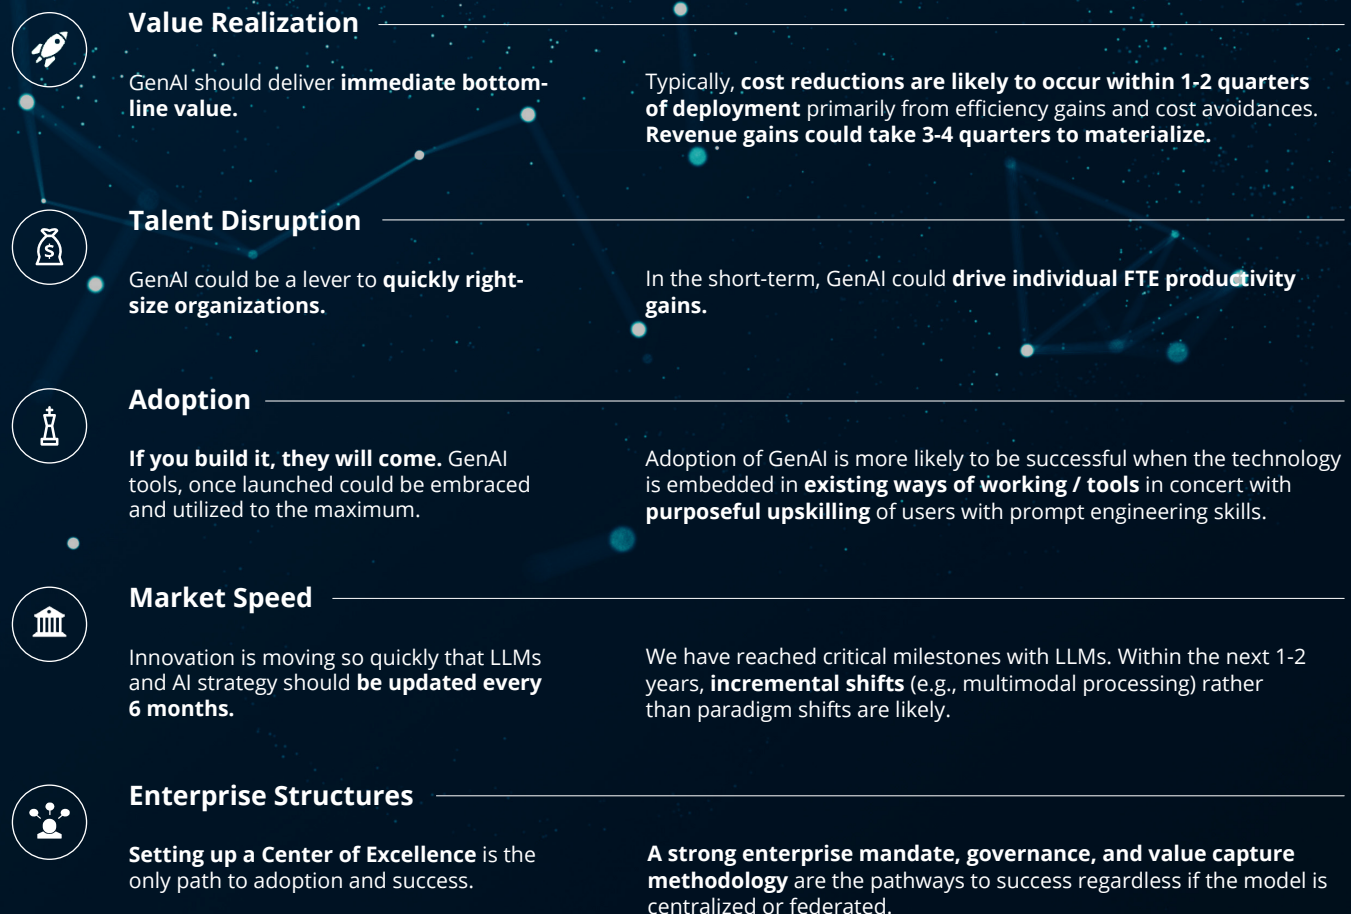 Value Realization
GenAI should deliver immediate bottom-
line value.
Typically, cost reductions are likely to occur within 1-2 quarters
of deployment primarily from efficiency gains and cost avoidances.
Revenue gains could take 3-4 quarters to materialize.
Talent Disruption
GenAI could be a lever to quickly right-
size organizations.
In the short-term, GenAI could drive individual FTE productivity
gains.
Adoption
If you build it, they will come. GenAI
tools, once launched could be embraced
and utilized to the maximum.
Adoption of GenAI is more likely to be successful when the technology
is embedded in existing ways of working / tools in concert with
purposeful upskilling of users with prompt engineering skills.
Market Speed
Innovation is moving so quickly that LLMs
and AI strategy should be updated every
6 months.
We have reached critical milestones with LLMs. Within the next 1-2
years, incremental shifts (e.g., multimodal processing) rather
than paradigm shifts are likely.
Enterprise Structures
Setting up a Center of Excellence is the
only path to adoption and success.
A strong enterprise mandate, governance, and value capture
methodology are the pathways to success regardless if the model is
centralized or federated.